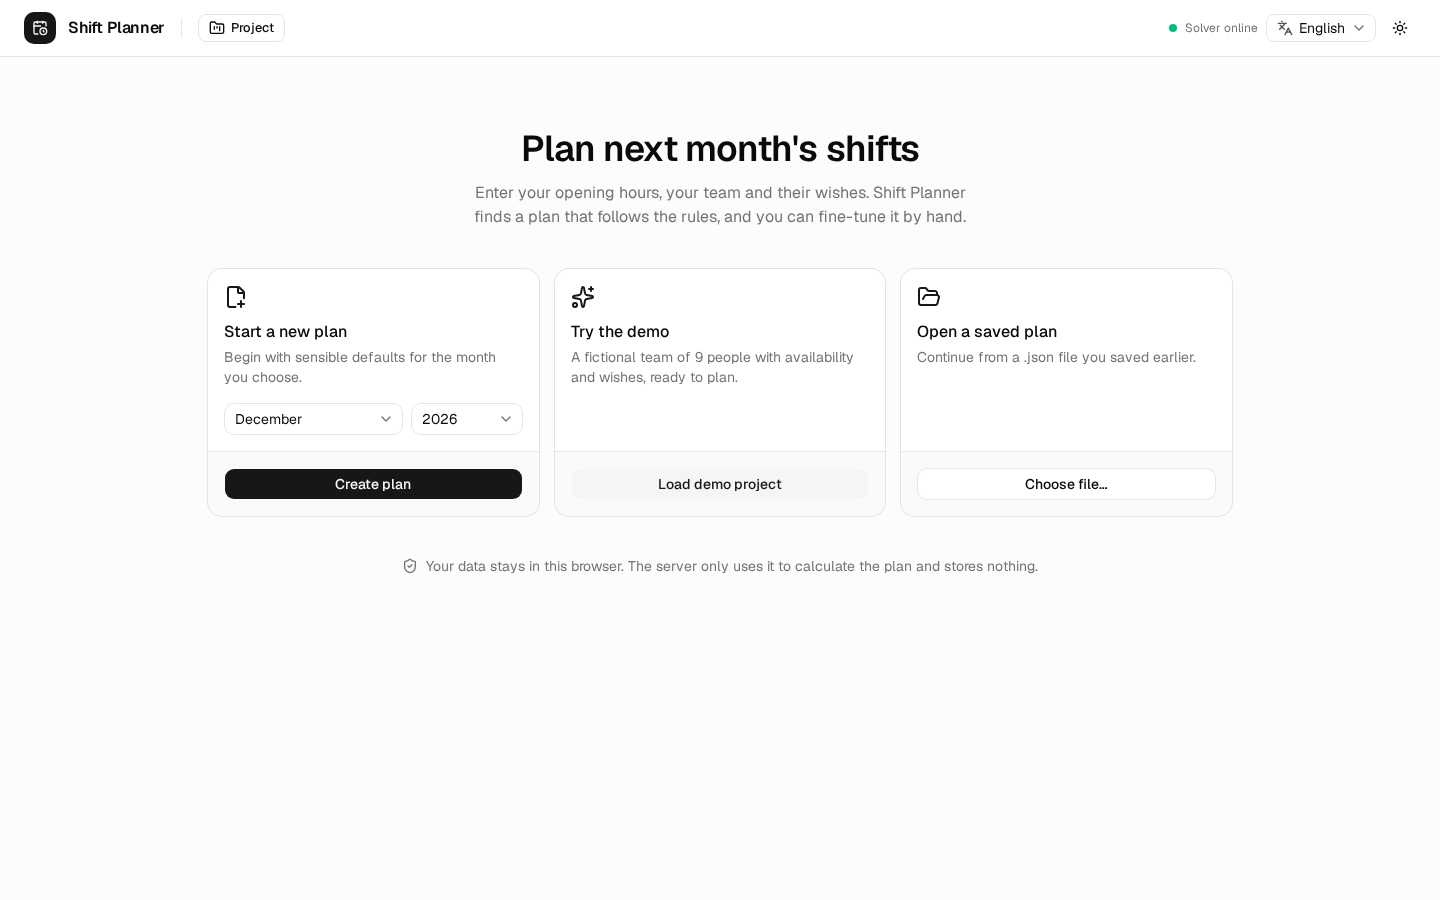 Shift Planner
Project
Solver online
English
Plan next month's shifts
Enter your opening hours, your team and their wishes. Shift Planner
finds a plan that follows the rules, and you can fine-tune it by hand.
Start a new plan
Begin with sensible defaults for the month
you choose.
December
2026
Create plan
Try the demo
A fictional team of 9 people with availability
and wishes, ready to plan.
Load demo project
Open a saved plan
Continue from a .json file you saved earlier.
Choose file...
Your data stays in this browser. The server only uses it to calculate the plan and stores nothing.